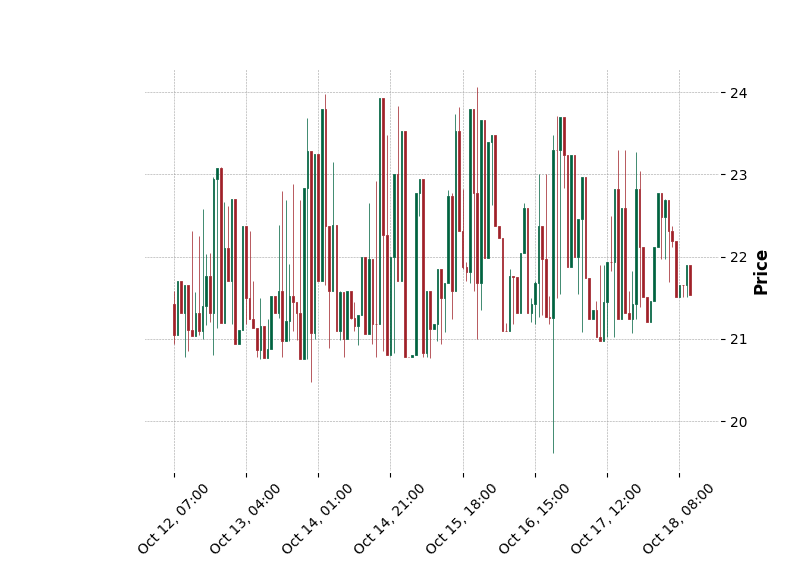 24
23
22
21
20
Price
Oct 12, 07:00
Oct 13, 04:00
Oct 14, 01:00
Oct 14, 21:00
Oct 15, 18:00
Oct 16, 15:00
Oct 17, 12:00
Oct 18, 08:00